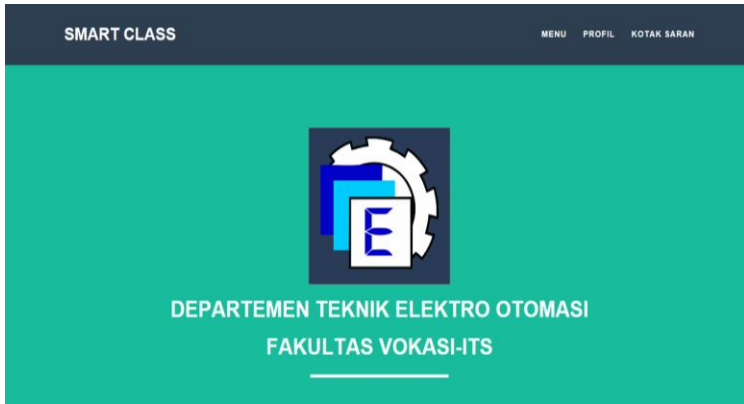 SMART CLASS
MENU PROFIL KOTAK SARAN
E
DEPARTEMEN TEKNIK ELEKTRO OTOMASI
FAKULTAS VOKASI-ITS